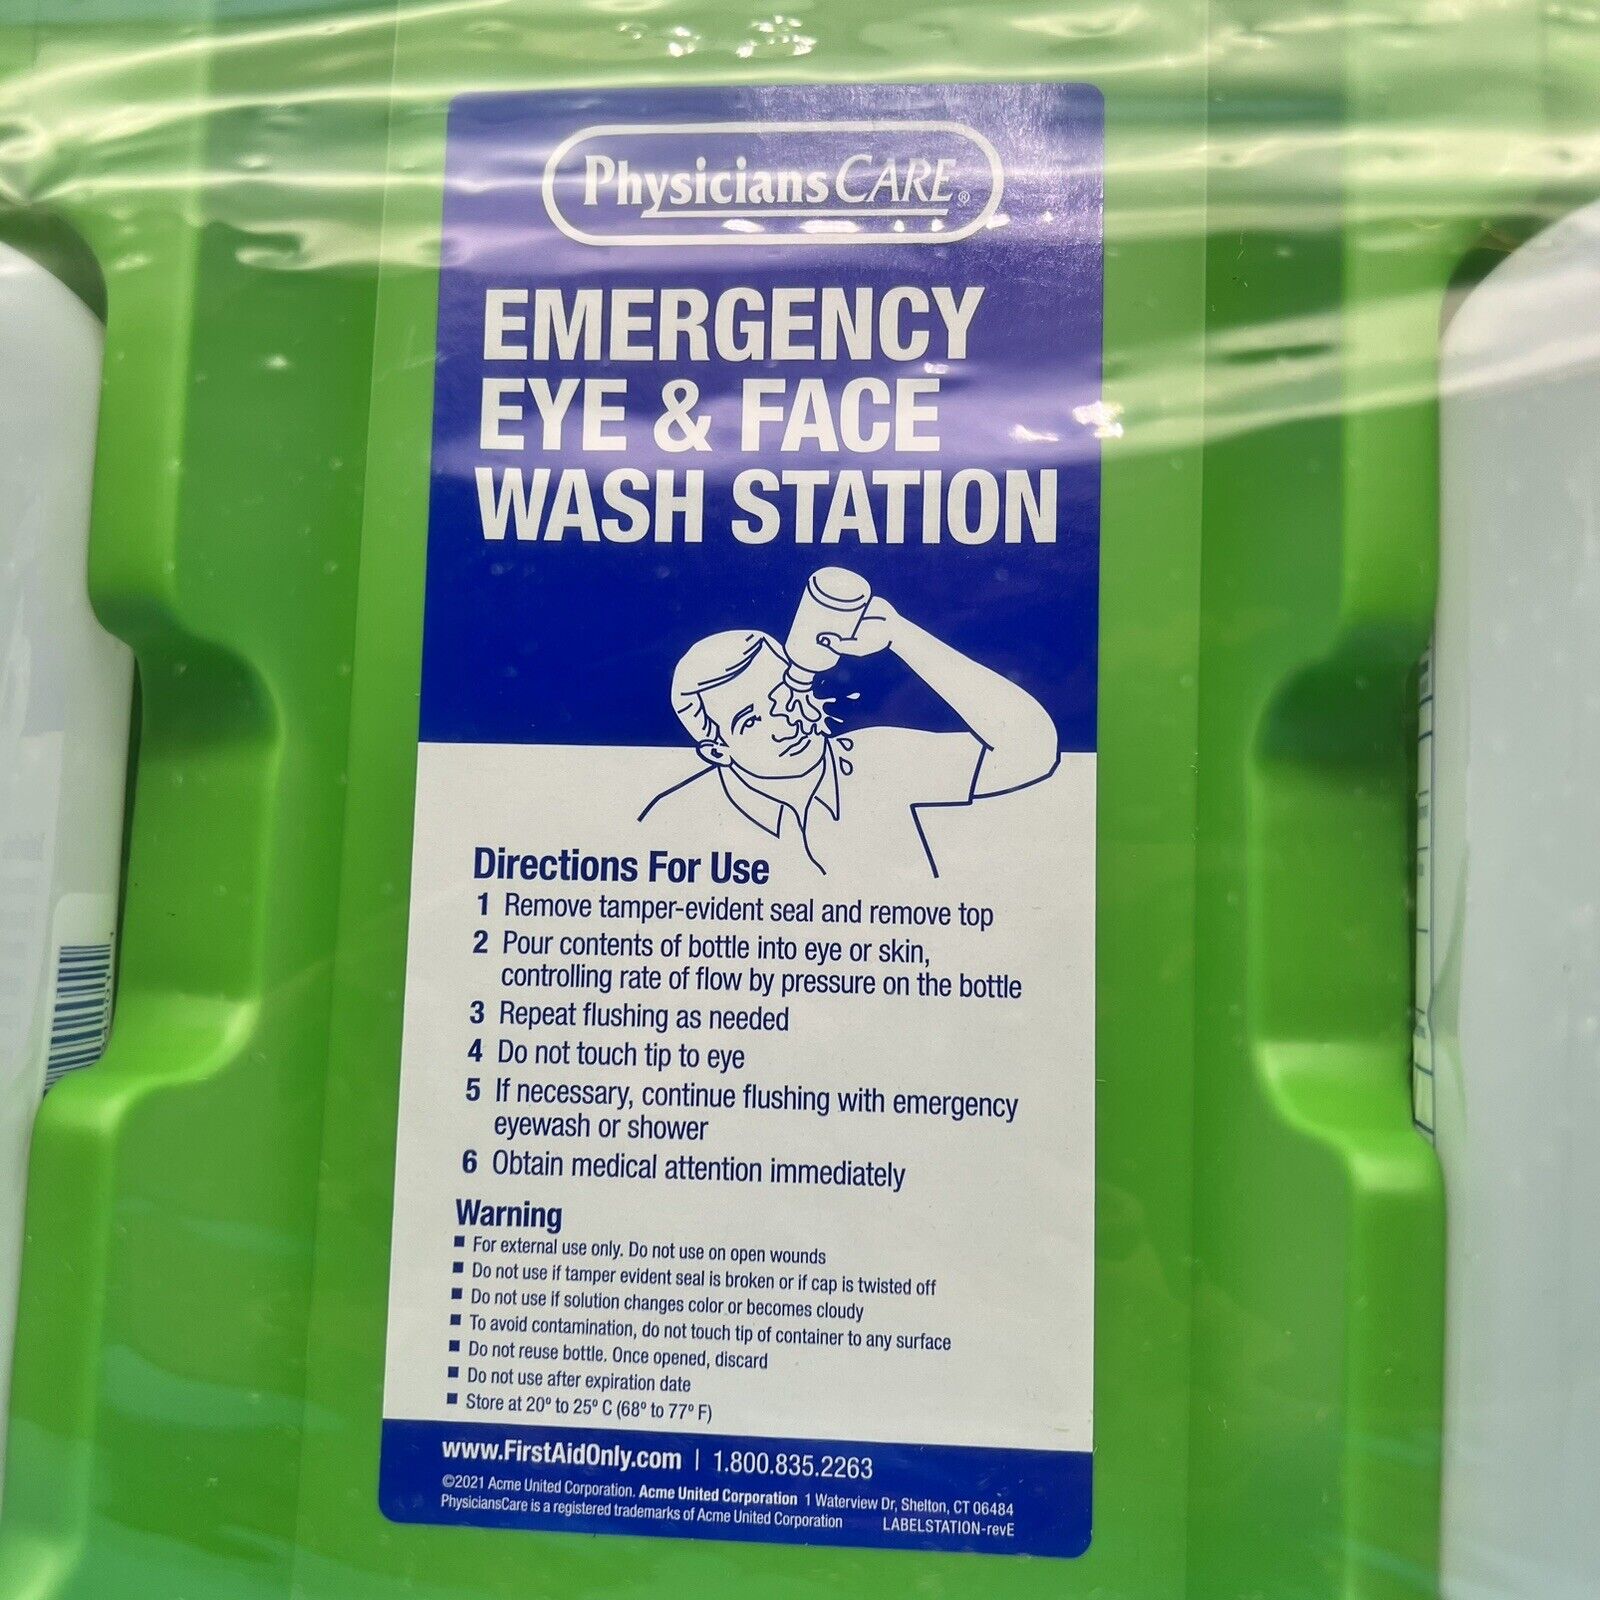 PhysiciansCARE®
EMERGENCY
EYE & FACE
WASH STATION
Directions For Use
1 Remove tamper-evident seal and remove top
2 Pour contents of bottle into eye or skin,
controlling rate of flow by pressure on the bottle
3 Repeat flushing as needed
4 Do not touch tip to eye
5 If necessary, continue flushing with emergency
eyewash or shower
6 Obtain medical attention immediately
Warning
■ For external use only. Do not use on open wounds
■ Do not use if tamper evident seal is broken or if cap is twisted off
■ Do not use if solution changes color or becomes cloudy
■ To avoid contamination, do not touch tip of container to any surface
■ Do not reuse bottle. Once opened, discard
■ Do not use after expiration date
■ Store at 20° to 25° C (68° to 77° F)
www.FirstAidOnly.com | 1.800.835.2263
©2021 Acme United Corporation. Acme United Corporation 1 Waterview Dr, Shelton, CT 06484
PhysiciansCare is a registered trademarks of Acme United Corporation LABELSTATION-revE